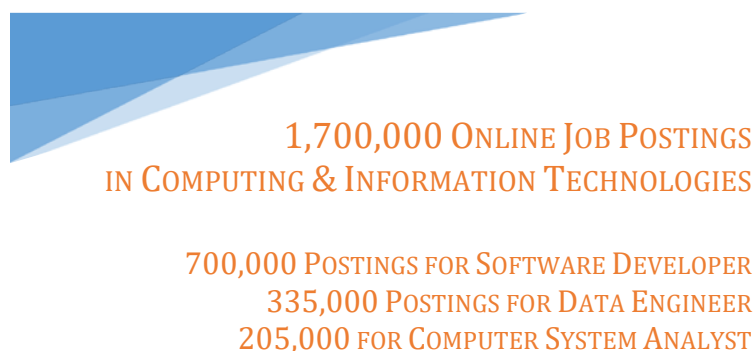 1,700,000 Online Job Postings
in Computing & Information Technologies
700,000 Postings for Software Developer
335,000 Postings for Data Engineer
205,000 for Computer System Analyst